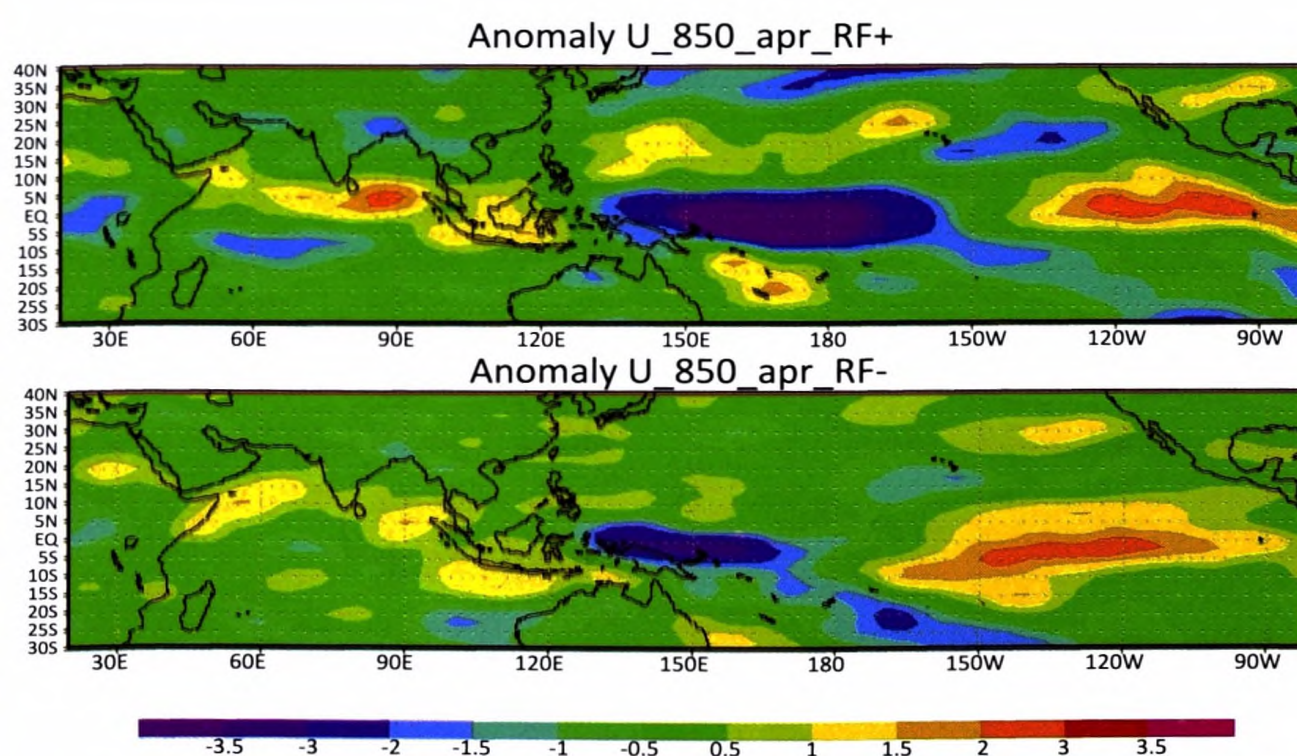 Anomaly U_850_apr_RF+
40N
35N
30N
25N
20N
15N
10N
5N
EQ
5S
10S
15S
20S
25S
30S
30E 60E 90E 120E 150E 180 150W 120W 90W
Anomaly U_850_apr_RF-
40N
35N
30N
25N
20N
15N
10N
5N
EQ
5S
10S
15S
20S
25S
30S
30E 60E 90E 120E 150E 180 150W 120W 90W
-3.5 -3 -2 -1.5 -1 -0.5 0.5 1 1.5 2 3 3.5